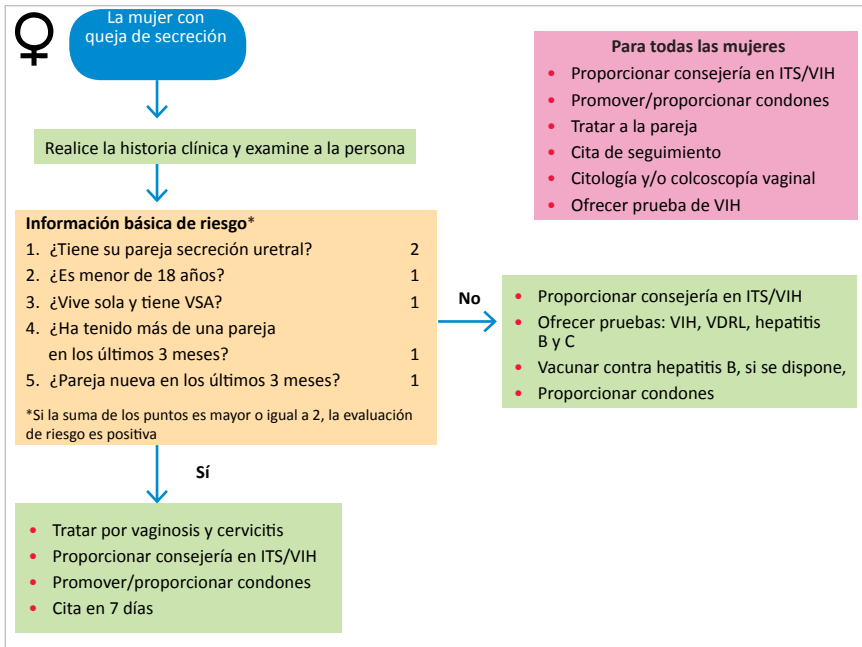 La mujer con
queja de secreción
Realice la historia clínica y examine a la persona
Información básica de riesgo*
1. ¿Tiene su pareja secreción uretral? 2
2. ¿Es menor de 18 años? 1
3. ¿Vive sola y tiene VSA? 1
4. ¿Ha tenido más de una pareja
en los últimos 3 meses? 1
5. ¿Pareja nueva en los últimos 3 meses? 1
*Si la suma de los puntos es mayor o igual a 2, la evaluación
de riesgo es positiva
Sí
• Tratar por vaginosis y cervicitis
• Proporcionar consejería en ITS/VIH
• Promover/proporcionar condones
• Cita en 7 días
No
• Proporcionar consejería en ITS/VIH
• Ofrecer pruebas: VIH, VDRL, hepatitis
B y C
• Vacunar contra hepatitis B, si se dispone,
• Proporcionar condones
Para todas las mujeres
• Proporcionar consejería en ITS/VIH
• Promover/proporcionar condones
• Tratar a la pareja
• Cita de seguimiento
• Citología y/o colcoscopía vaginal
• Ofrecer prueba de VIH